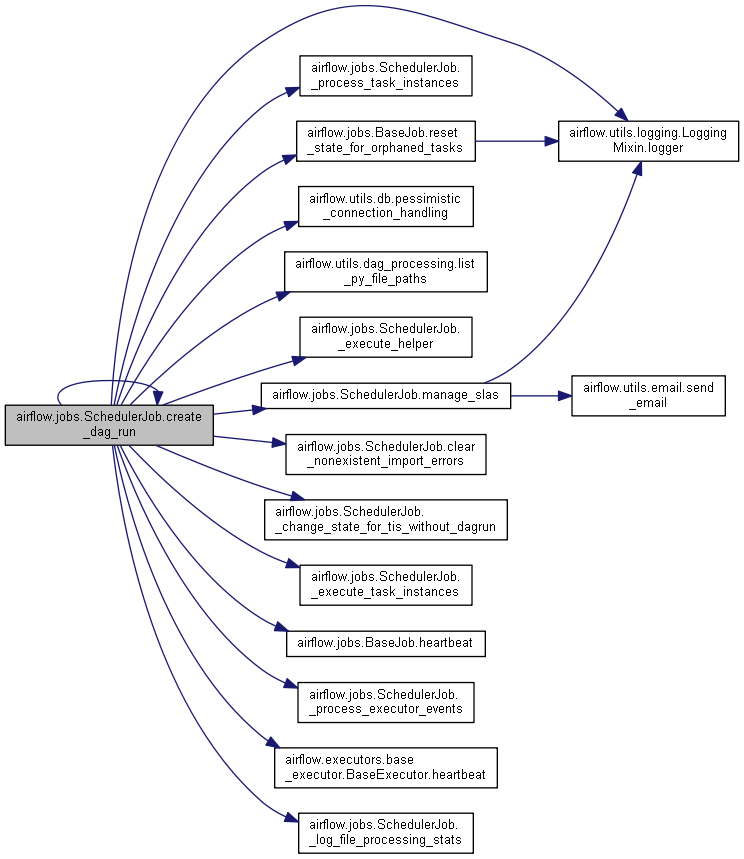 airflow.jobs.SchedulerJob.
_process_task_instances
airflow.jobs.BaseJob.reset
_state_for_orphaned_tasks
airflow.utils.logging.Logging
Mixin.logger
airflow.utils.db.pessimistic
_connection_handling
airflow.utils.dag_processing.list
_py_file_paths
airflow.jobs.SchedulerJob.
_execute_helper
airflow.jobs.SchedulerJob.manage_slas
airflow.utils.email.send
_email
airflow.jobs.SchedulerJob.create
_dag_run
airflow.jobs.SchedulerJob.clear
_nonexistent_import_errors
airflow.jobs.SchedulerJob.
_change_state_for_tis_without_dagrun
airflow.jobs.SchedulerJob.
_execute_task_instances
airflow.jobs.BaseJob.heartbeat
airflow.jobs.SchedulerJob.
_process_executor_events
airflow.executors.base
_executor.BaseExecutor.heartbeat
airflow.jobs.SchedulerJob.
_log_file_processing_stats